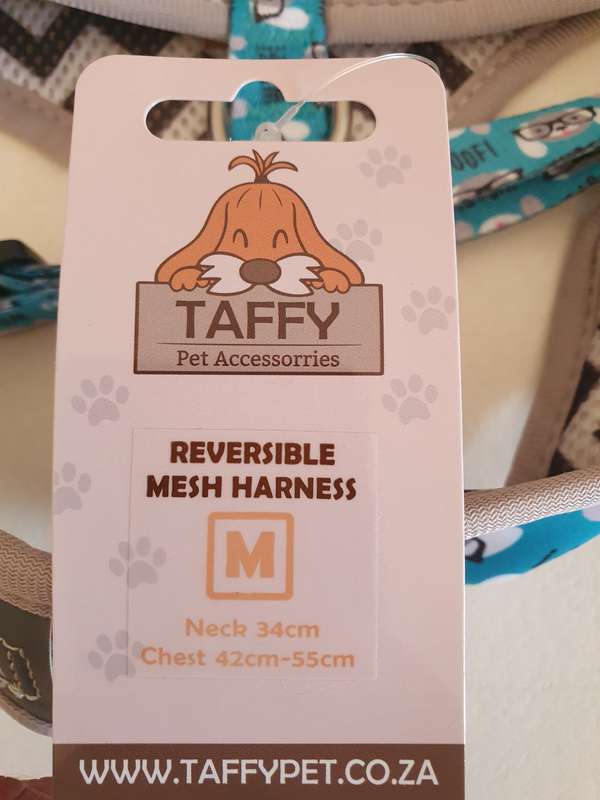 TAFFY
Pet Accessorries
REVERSIBLE
MESH HARNESS
M
Neck 34cm
Chest 42cm-55cm
WWW.TAFFYPET.CO.ZA